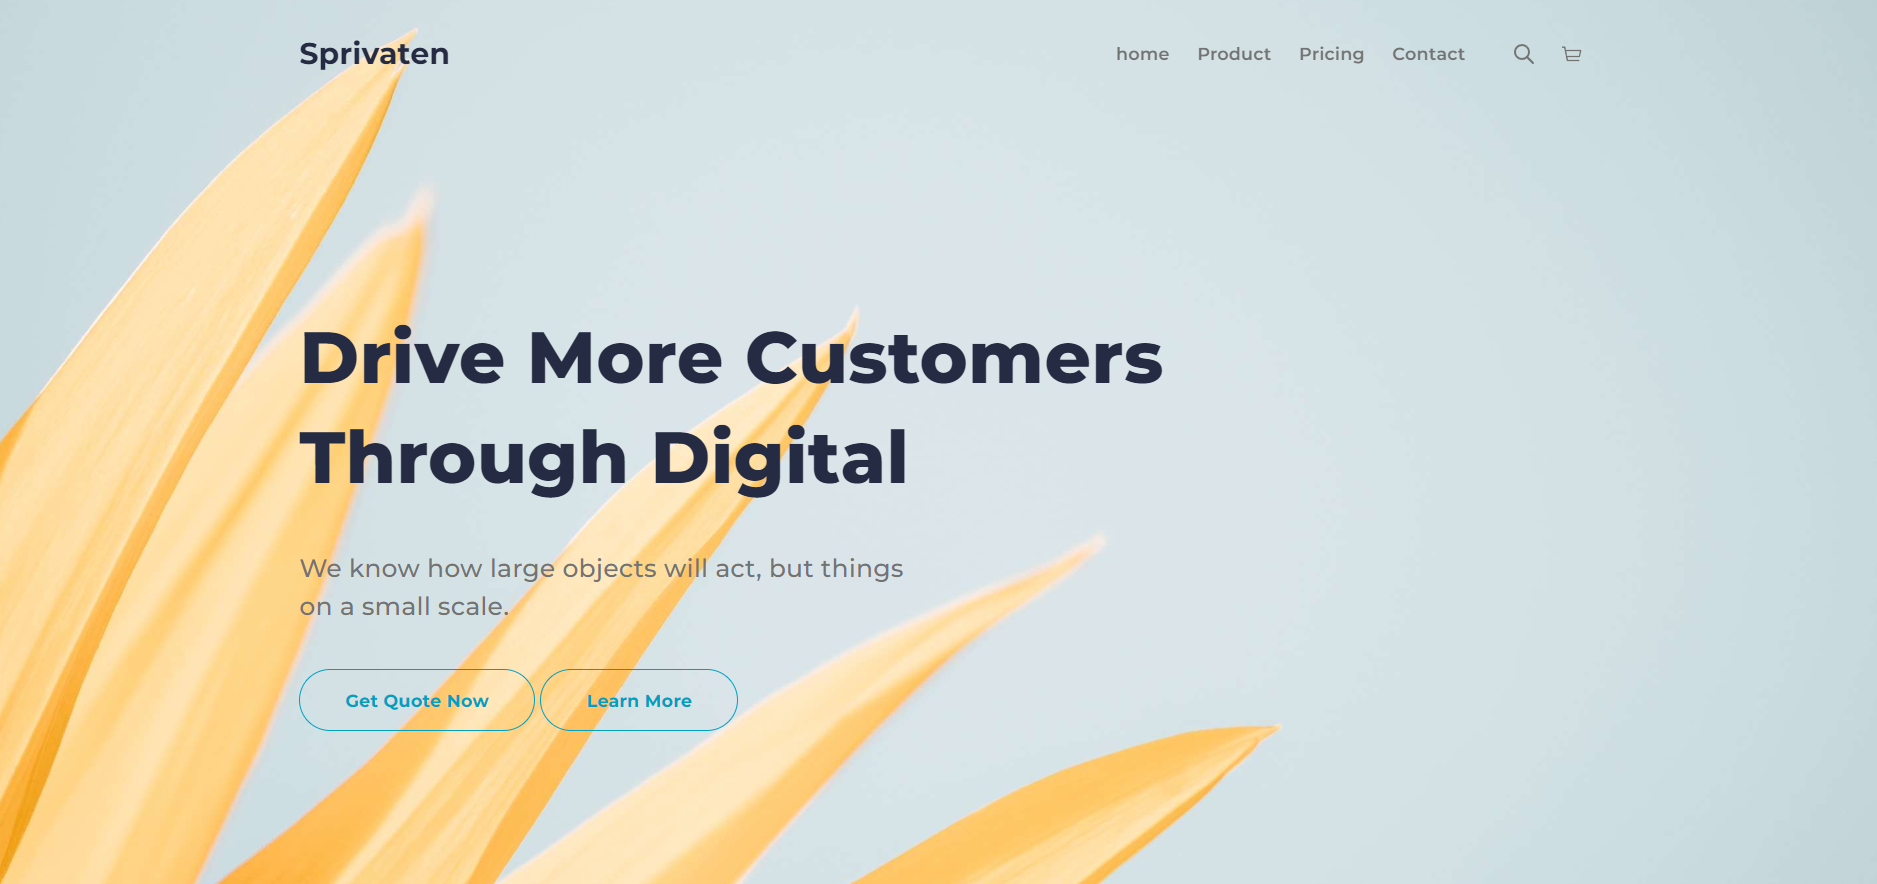 Sprivaten
home Product Pricing Contact
Drive More Customers
Through Digital
We know how large objects will act, but things
on a small scale.
Get Quote Now Learn More